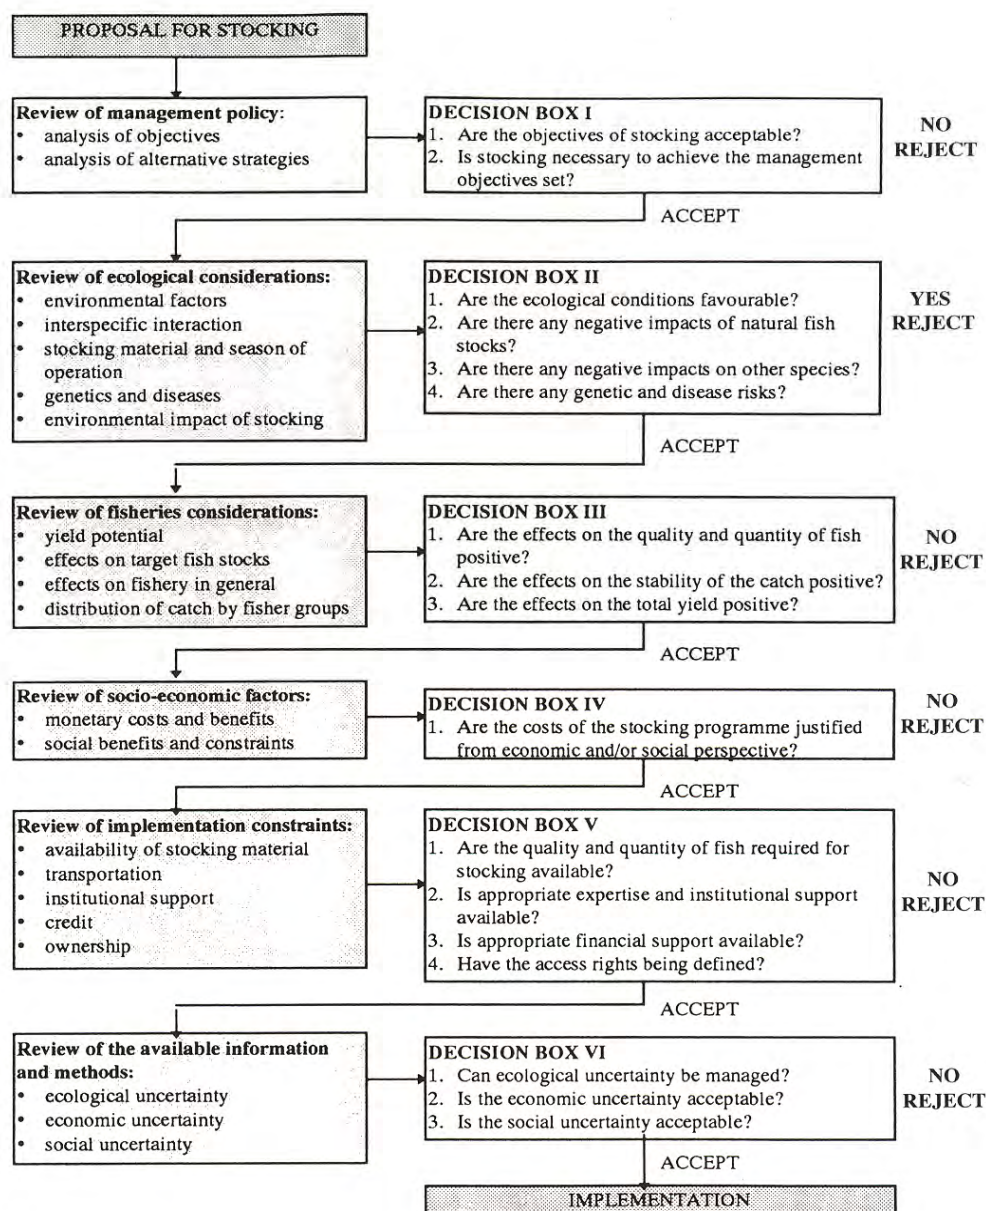 PROPOSAL FOR STOCKING
Review of management policy:
• analysis of objectives
• analysis of alternative strategies
DECISION BOX I
1. Are the objectives of stocking acceptable?
2. Is stocking necessary to achieve the management
objectives set?
NO
REJECT
ACCEPT
Review of ecological considerations:
• environmental factors
• interspecific interaction
• stocking material and season of
operation
• genetics and diseases
• environmental impact of stocking
DECISION BOX II
1. Are the ecological conditions favourable?
2. Are there any negative impacts of natural fish
stocks?
3. Are there any negative impacts on other species?
4. Are there any genetic and disease risks?
YES
REJECT
ACCEPT
Review of fisheries considerations:
• yield potential
• effects on target fish stocks
• effects on fishery in general
• distribution of catch by fisher groups
DECISION BOX III
1. Are the effects on the quality and quantity of fish
positive?
2. Are the effects on the stability of the catch positive?
3. Are the effects on the total yield positive?
NO
REJECT
ACCEPT
Review of socio-economic factors:
• monetary costs and benefits
• social benefits and constraints
DECISION BOX IV
1. Are the costs of the stocking programme justified
from economic and/or social perspective?
NO
REJECT
ACCEPT
Review of implementation constraints:
• availability of stocking material
• transportation
• institutional support
• credit
• ownership
DECISION BOX V
1. Are the quality and quantity of fish required for
stocking available?
2. Is appropriate expertise and institutional support
available?
3. Is appropriate financial support available?
4. Have the access rights being defined?
NO
REJECT
ACCEPT
Review of the available information
and methods:
• ecological uncertainty
• economic uncertainty
• social uncertainty
DECISION BOX VI
1. Can ecological uncertainty be managed?
2. Is the economic uncertainty acceptable?
3. Is the social uncertainty acceptable?
NO
REJECT
ACCEPT
IMPLEMENTATION